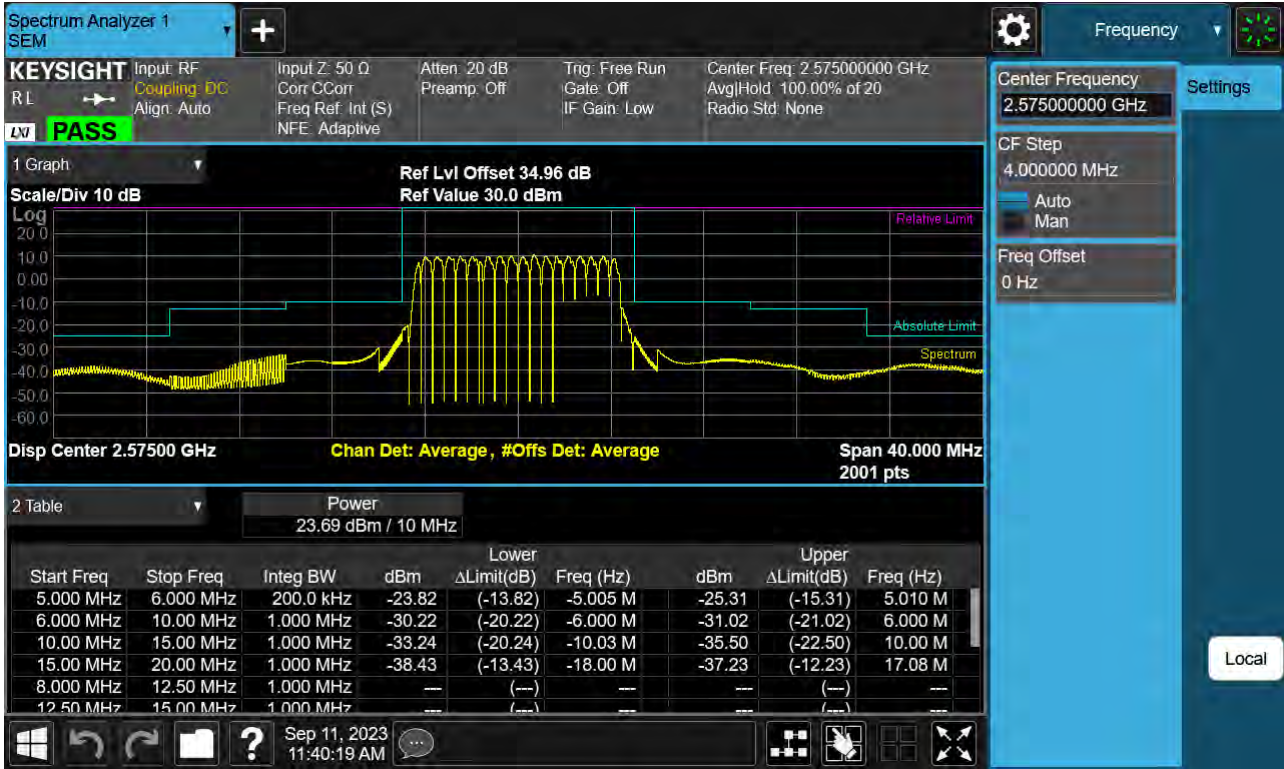 Spectrum Analyzer 1
SEM
Frequency
KEYSIGHT
R L
LXI
PASS
Input: RF
Coupling: DC
Align: Auto
Input Z: 50 Ω
Corr CCorr
Freq Ref: Int (S)
NFE: Adaptive
Atten: 20 dB
Preamp: Off
Trig: Free Run
Gate: Off
IF Gain: Low
Center Freq: 2.575000000 GHz
Avg|Hold: 100.00% of 20
Radio Std: None
Center Frequency
2.575000000 GHz
Settings
CF Step
4.000000 MHz
Auto
Man
Freq Offset
0 Hz
Local
1 Graph
Scale/Div 10 dB
Ref Lvl Offset 34.96 dB
Ref Value 30.0 dBm
Log
20.0
10.0
0.00
-10.0
-20.0
-30.0
-40.0
-50.0
-60.0
Relative Limit
Absolute Limit
Spectrum
Disp Center 2.57500 GHz
Chan Det: Average, #Offs Det: Average
Span 40.000 MHz
2001 pts
2 Table
Power
23.69 dBm / 10 MHz
Lower Upper
Start Freq Stop Freq Integ BW dBm ΔLimit(dB) Freq (Hz) dBm ΔLimit(dB) Freq (Hz)
5.000 MHz 6.000 MHz 200.0 kHz -23.82 (-13.82) -5.005 M -25.31 (-15.31) 5.010 M
6.000 MHz 10.00 MHz 1.000 MHz -30.22 (-20.22) -6.000 M -31.02 (-21.02) 6.000 M
10.00 MHz 15.00 MHz 1.000 MHz -33.24 (-20.24) -10.03 M -35.50 (-22.50) 10.00 M
15.00 MHz 20.00 MHz 1.000 MHz -38.43 (-13.43) -18.00 M -37.23 (-12.23) 17.08 M
8.000 MHz 12.50 MHz 1.000 MHz --- (---) --- --- (---) ---
12.50 MHz 15.00 MHz 1.000 MHz --- (---) --- --- (---) ---
?
Sep 11, 2023
11:40:19 AM